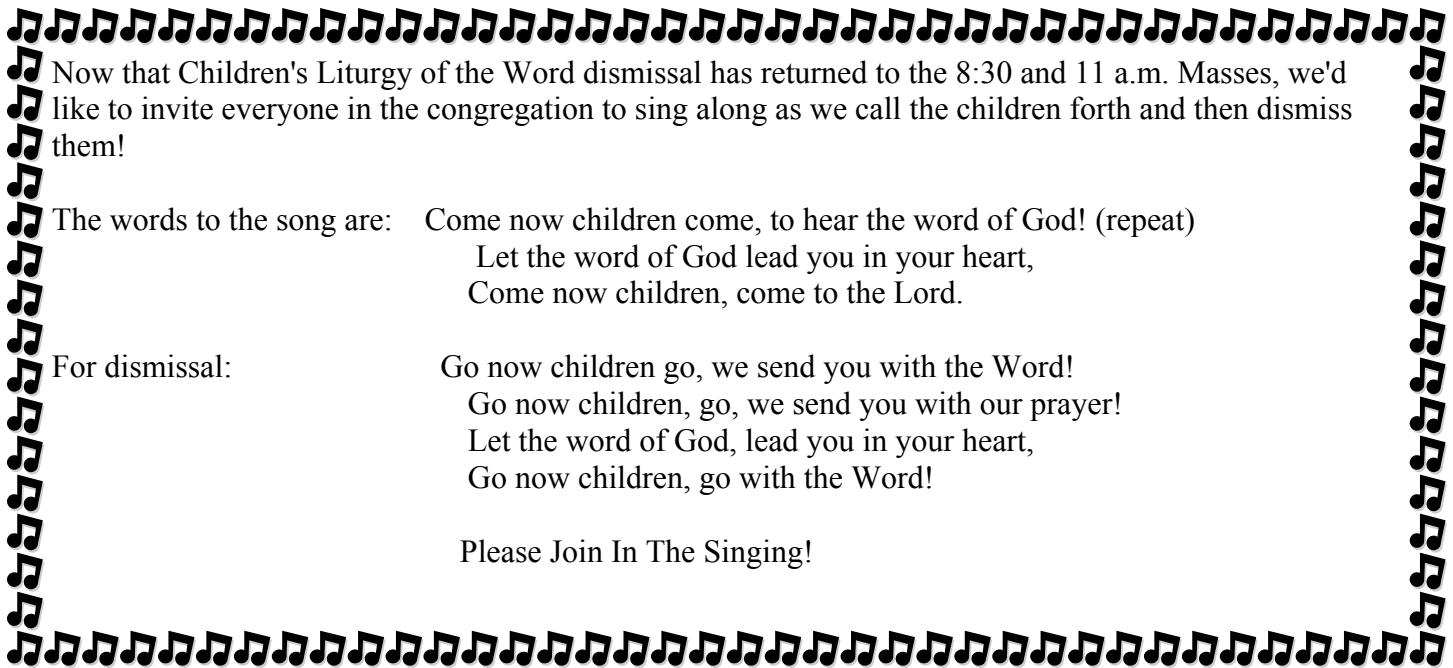 Now that Children's Liturgy of the Word dismissal has returned to the 8:30 and 11 a.m. Masses, we'd
like to invite everyone in the congregation to sing along as we call the children forth and then dismiss
them!
The words to the song are: Come now children come, to hear the word of God! (repeat)
Let the word of God lead you in your heart,
Come now children, come to the Lord.
For dismissal: Go now children go, we send you with the Word!
Go now children, go, we send you with our prayer!
Let the word of God, lead you in your heart,
Go now children, go with the Word!
Please Join In The Singing!